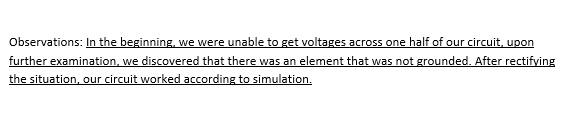 Observations: In the beginning, we were unable to get voltages across one half of our circuit, upon
further examination, we discovered that there was an element that was not grounded. After rectifying
the situation, our circuit worked according to simulation.